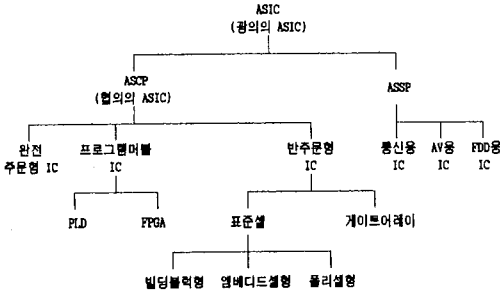 ASIC
(광의의 ASIC)
ASCP
(협의의 ASIC)
ASSP
완전
주문형 IC
프로그램머블
IC
반주문형
IC
통신용
IC
AV용
IC
FDD용
IC
PLD
FPGA
표준셀
게이트어레이
빌딩블럭형
엠베디드셀형
폴리셀형